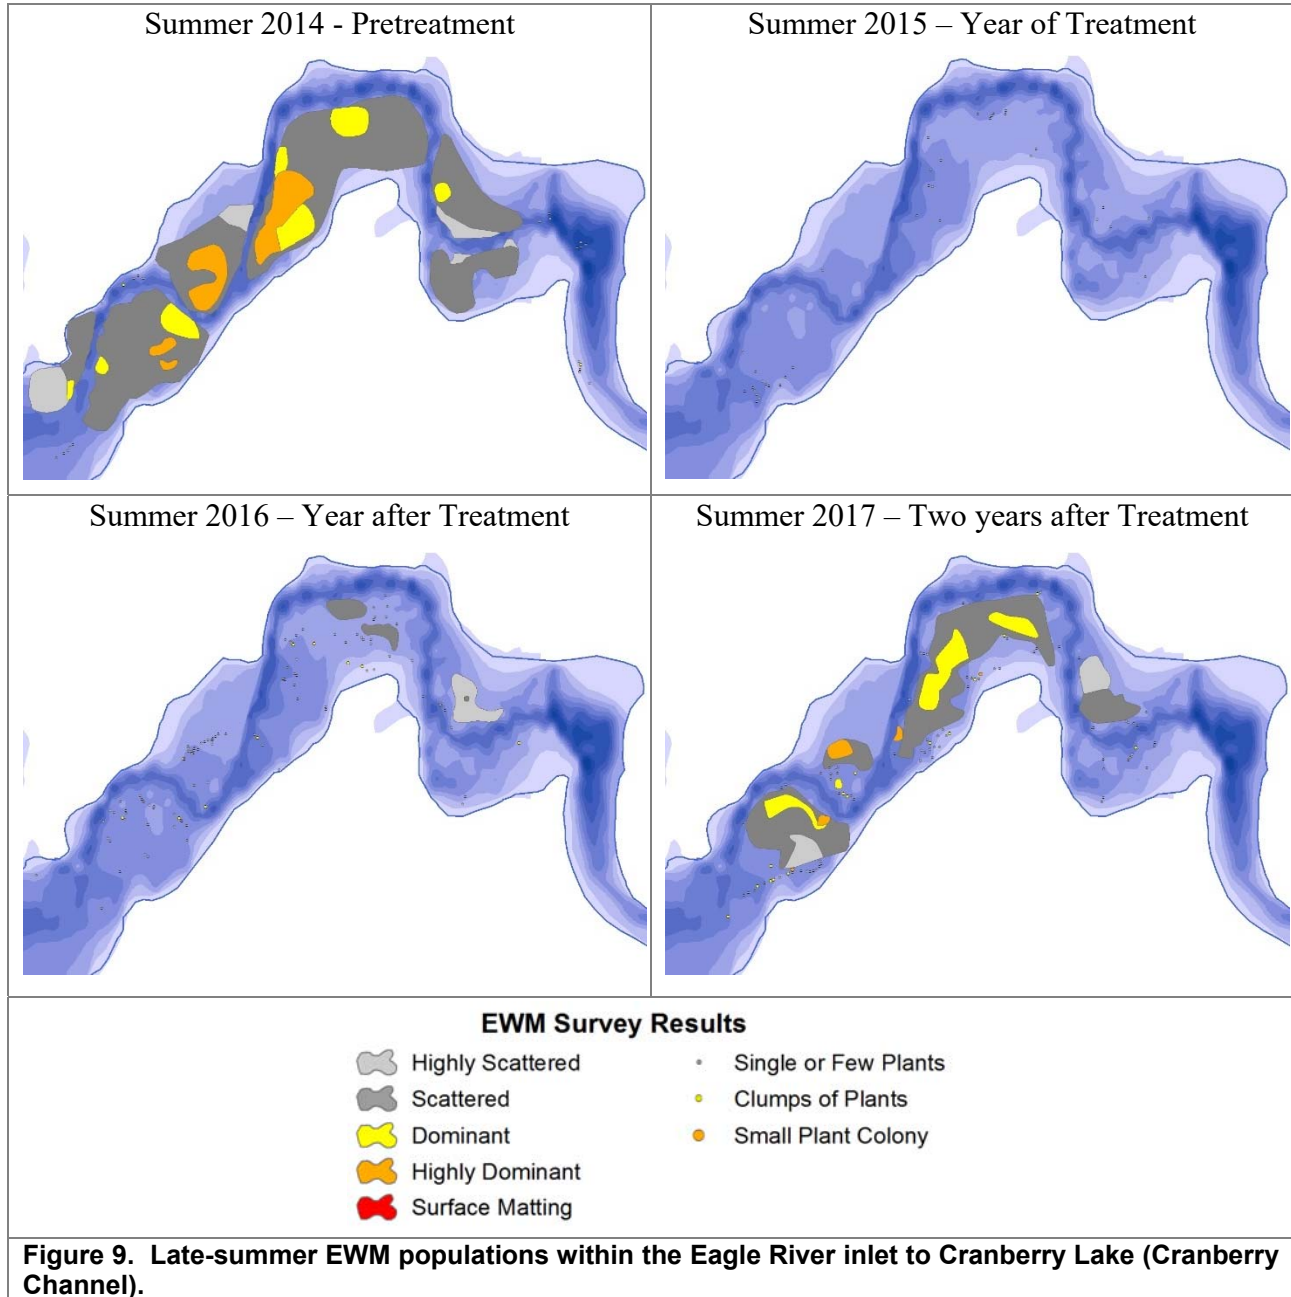 Summer 2014 - Pretreatment
Summer 2015 – Year of Treatment
Summer 2016 – Year after Treatment
Summer 2017 – Two years after Treatment
EWM Survey Results
Highly Scattered
Scattered
Dominant
Highly Dominant
Surface Matting
Single or Few Plants
Clumps of Plants
Small Plant Colony
Figure 9. Late-summer EWM populations within the Eagle River inlet to Cranberry Lake (Cranberry
Channel).